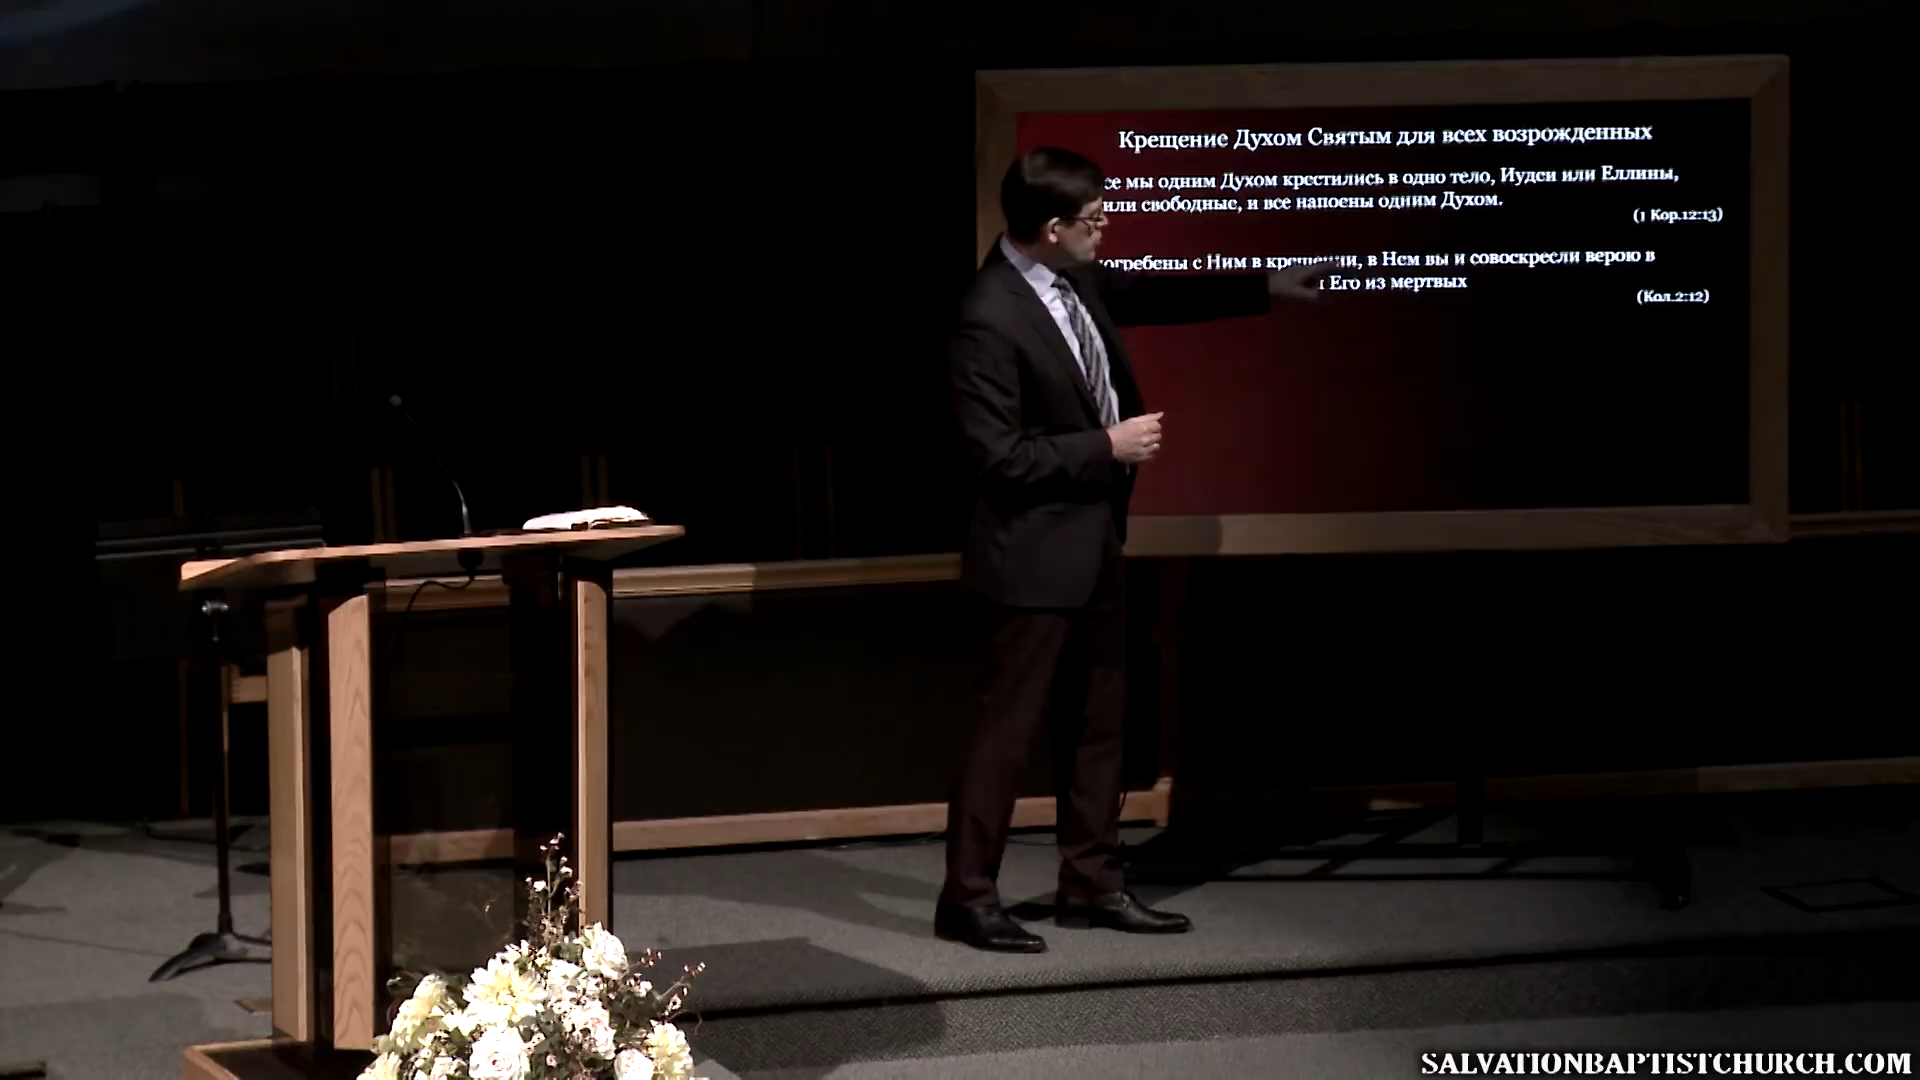 Крещение Духом Святым для всех возрожденных
се мы одним Духом крестились в одно тело, Иудеи или Еллины,
или свободные, и все напоены одним Духом.
(1 Кор.12:13)
огребены с Ним в крещении, в Нем вы и совоскресли верою в
Его из мертвых
(Кол.2:12)
SALVATIONBAPTISTCHURCH.COM